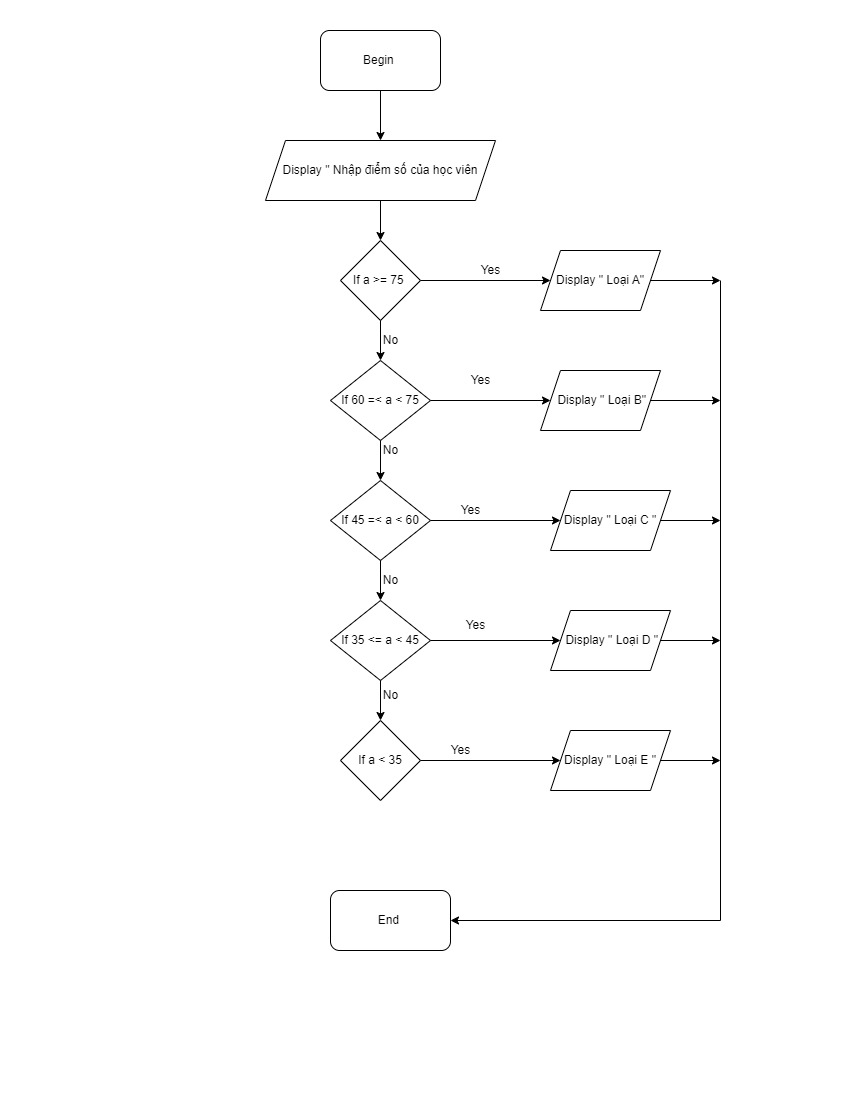 Begin
Display " Nhập điểm số của học viên
If a >= 75
Yes
Display " Loại A"
No
If 60 =< a < 75
Yes
Display " Loại B"
No
If 45 =< a < 60
Yes
Display " Loại C "
No
If 35 <= a < 45
Yes
Display " Loại D "
No
If a < 35
Yes
Display " Loại E "
End